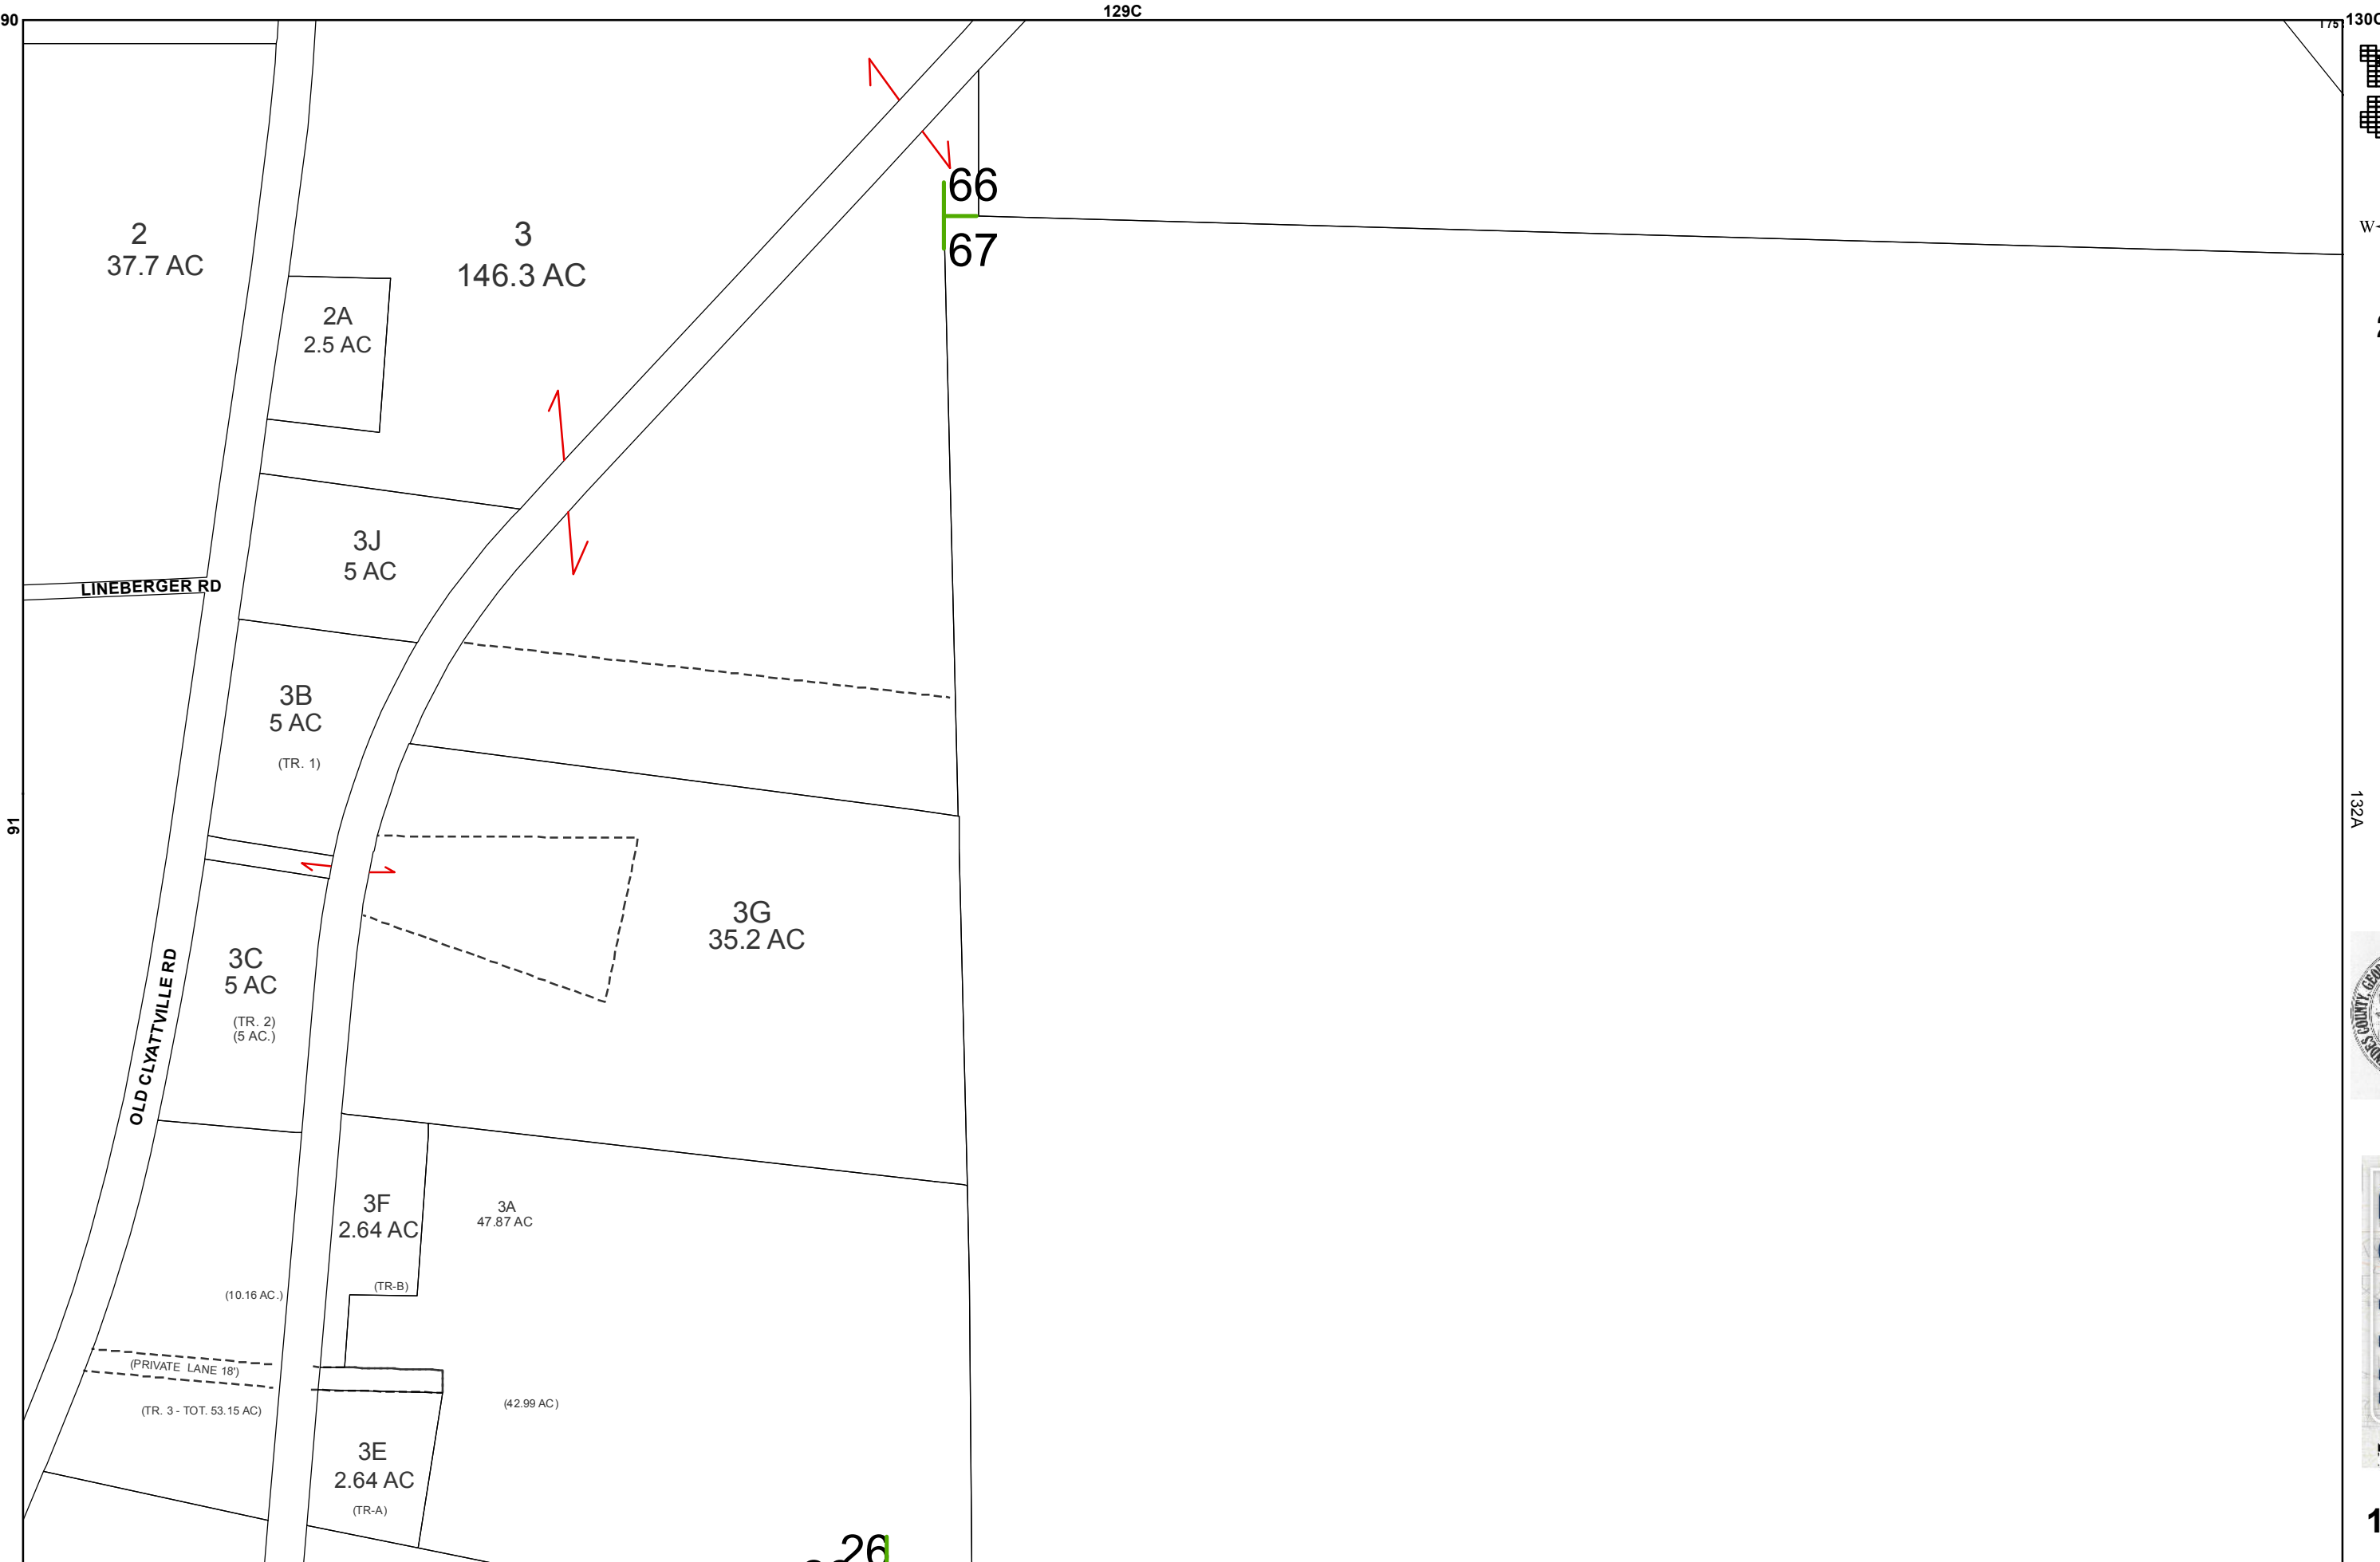 90
129C
130C
175
66
67
2
37.7 AC
3
146.3 AC
2A
2.5 AC
3J
5 AC
LINEBERGER RD
3B
5 AC
(TR. 1)
91
132A
3G
35.2 AC
3C
5 AC
(TR. 2)
(5 AC.)
OLD CLYATTVILLE RD
3F
2.64 AC
(TR-B)
3A
47.87 AC
(10.16 AC.)
(PRIVATE LANE 18')
(TR. 3 - TOT. 53.15 AC)
(42.99 AC)
3E
2.64 AC
(TR-A)
26
W
COUNTY, GEOR